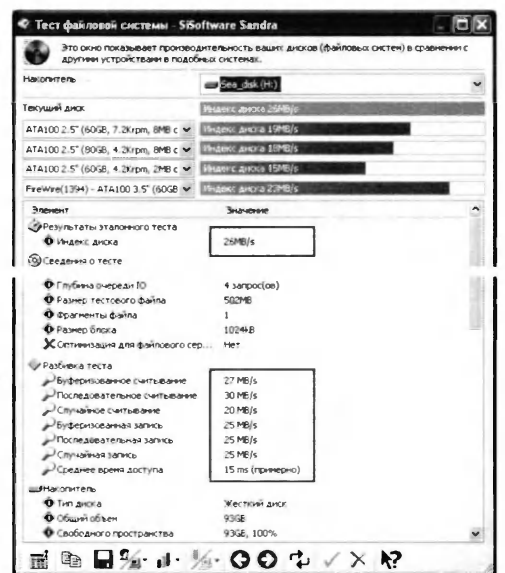 Тест файловой системы - SiSoftware Sandra
Это окно показывает производительность ваших дисков (файловых систем) в сравнении с
другими устройствами в подобных системах.
Накопитель
Sea_disk (H:)
Текущий диск
Индекс диска 26MB/s
ATA100 2.5" (60GB, 7.2Krpm, 8MB c
Индекс диска 19MB/s
ATA100 2.5" (80GB, 4.2Krpm, 8MB c
Индекс диска 18MB/s
ATA100 2.5" (60GB, 4.2Krpm, 2MB c
Индекс диска 15MB/s
FireWire(1394) - ATA100 3.5" (60GB
Индекс диска 23MB/s
Элемент Значение
Результаты эталонного теста
Индекс диска 26MB/s
Сведения о тесте
Глубина очереди IO 4 запрос(ов)
Размер тестового файла 502MB
Фрагменты файла 1
Размер блока 1024kB
Оптимизация для файлового сер... Нет
Разбивка теста
Буферизованное считывание 27 MB/s
Последовательное считывание 30 MB/s
Случайное считывание 20 MB/s
Буферизованная запись 25 MB/s
Последовательная запись 25 MB/s
Случайная запись 25 MB/s
Среднее время доступа 15 ms (примерно)
Накопитель
Тип диска Жесткий диск
Общий объем 93GB
Свободного пространства 93GB, 100%